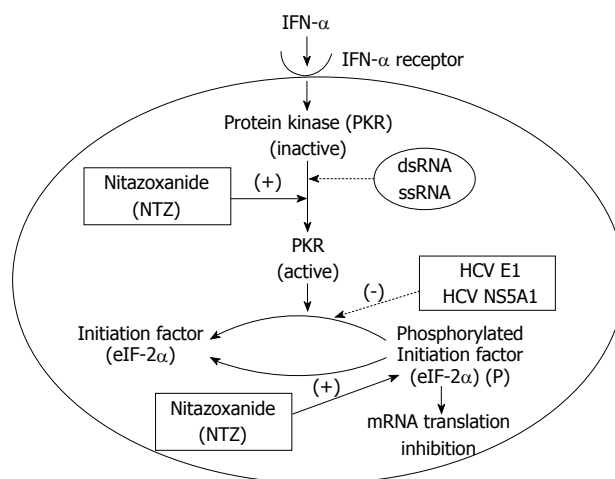 IFN-α
IFN-α receptor
Protein kinase (PKR)
(inactive)
dsRNA
ssRNA
Nitazoxanide
(NTZ)
(+)
PKR
(active)
HCV E1
HCV NS5A1
(-)
Initiation factor
(eIF-2α)
Phosphorylated
Initiation factor
(eIF-2α) (P)
(+)
Nitazoxanide
(NTZ)
mRNA translation
inhibition